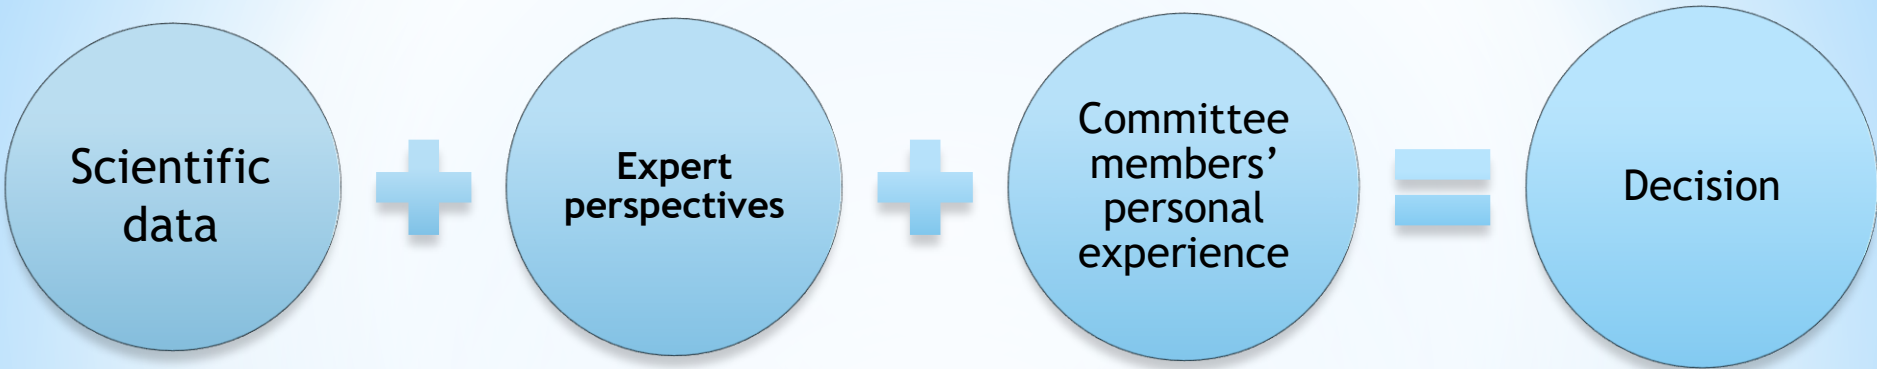 Scientific
data
Expert
perspectives
Committee
members’
personal
experience
Decision